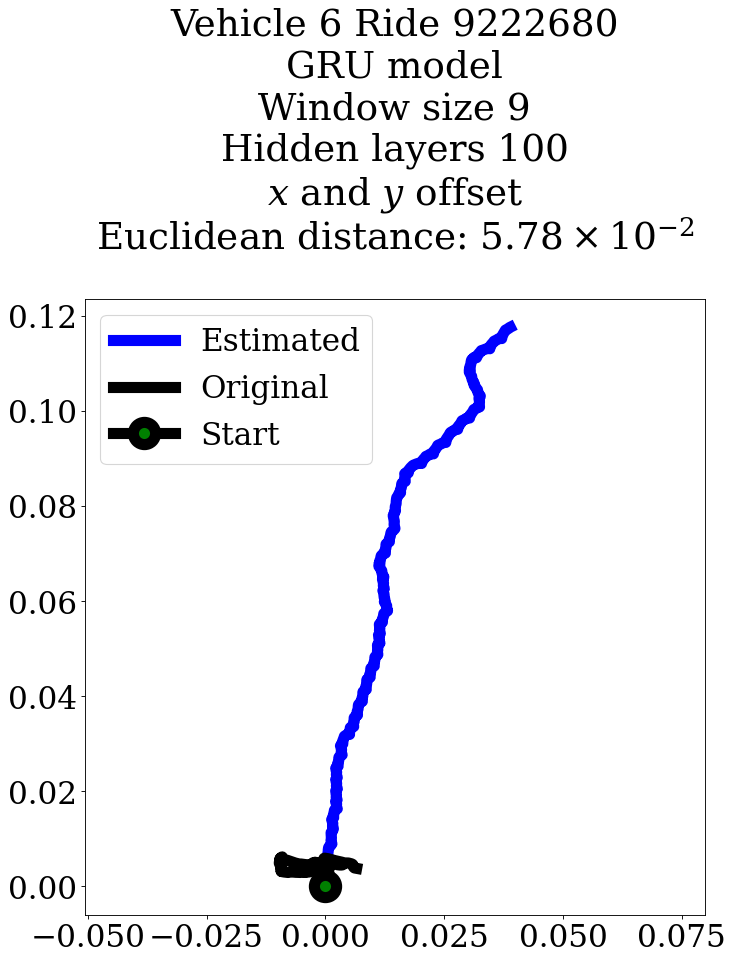 Vehicle 6 Ride 9222680
GRU model
Window size 9
Hidden layers 100
x and y offset
Euclidean distance: 5.78 × 10⁻²
Estimated
Original
Start
0.12
0.10
0.08
0.06
0.04
0.02
0.00
−0.050 −0.025 0.000 0.025 0.050 0.075